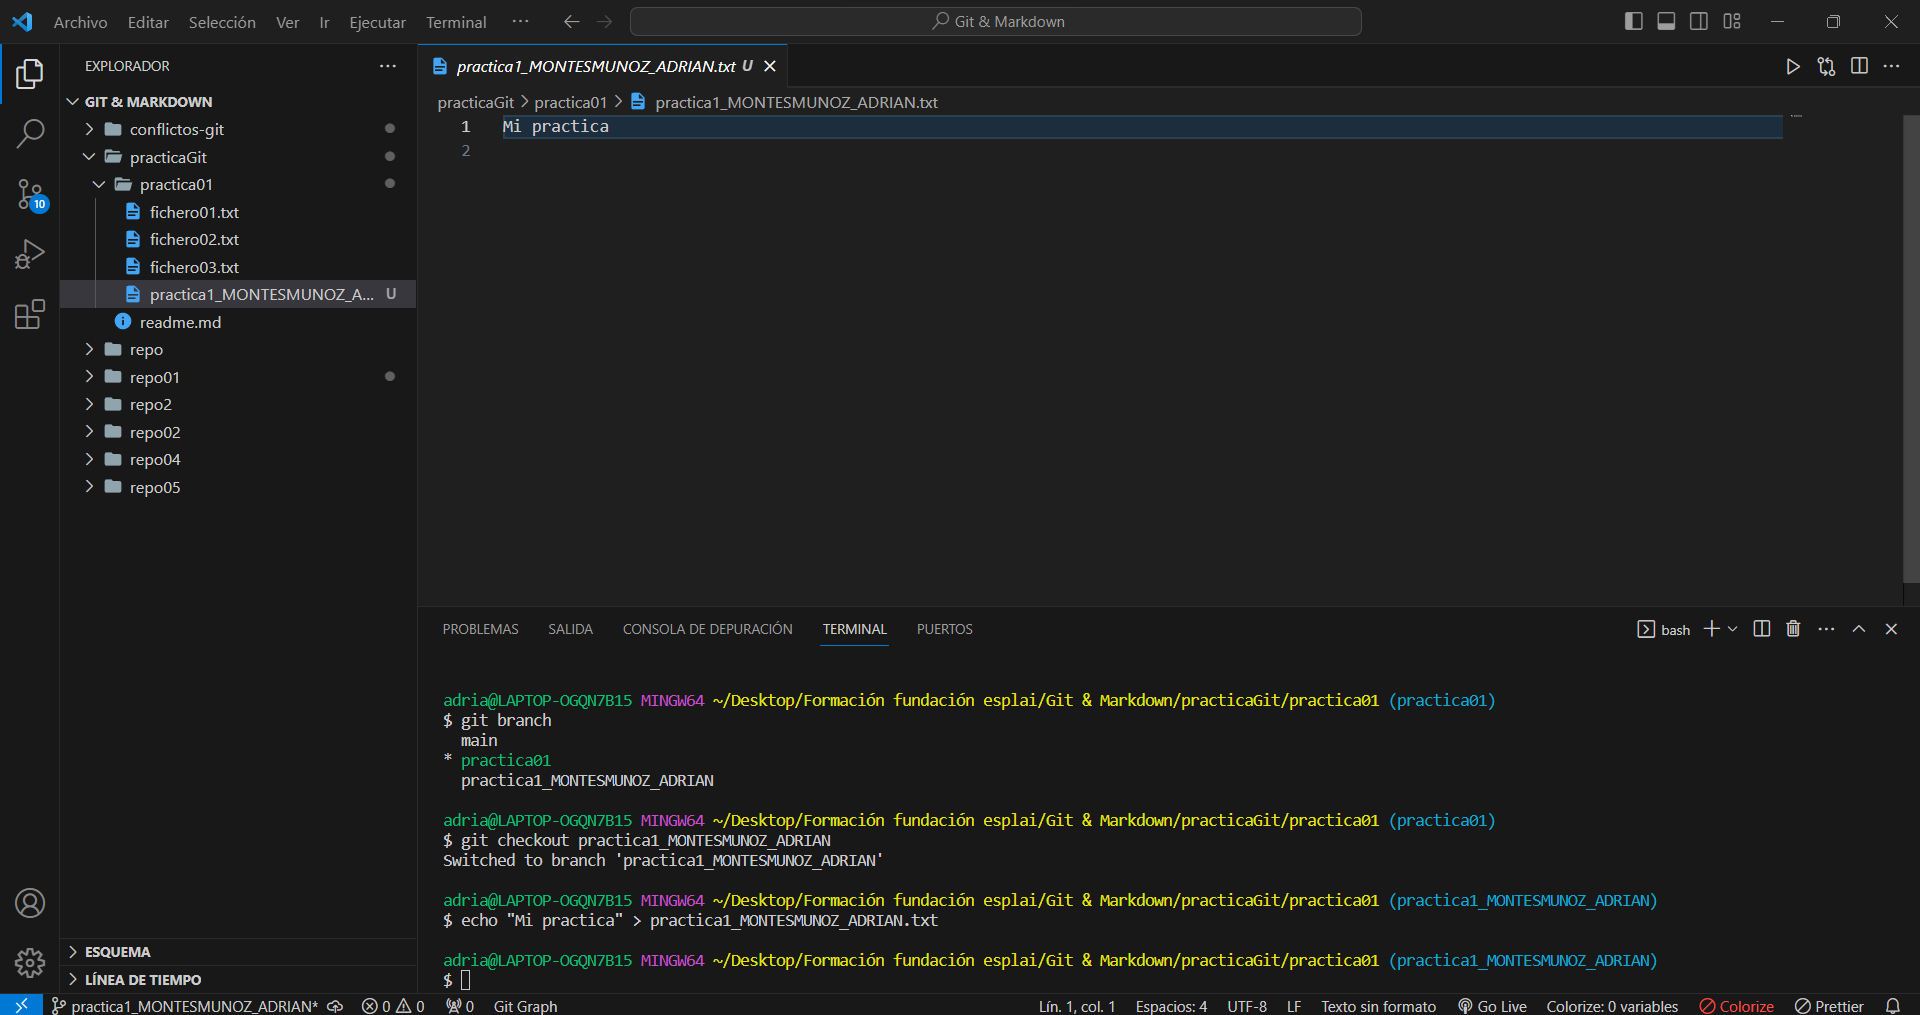 Archivo Editar Selección Ver Ir Ejecutar Terminal ··· Git & Markdown
EXPLORADOR
GIT & MARKDOWN
conflictos-git
practicaGit
practica01
fichero01.txt
fichero02.txt
fichero03.txt
practica1_MONTESMUNOZ_A... U
readme.md
repo
repo01
repo2
repo02
repo04
repo05
ESQUEMA
LÍNEA DE TIEMPO
10
practica1_MONTESMUNOZ_ADRIAN.txt U
practicaGit > practica01 > practica1_MONTESMUNOZ_ADRIAN.txt
1 Mi practica
2
PROBLEMAS SALIDA CONSOLA DE DEPURACIÓN TERMINAL PUERTOS bash
adria@LAPTOP-OGQN7B15 MINGW64 ~/Desktop/Formación fundación esplai/Git & Markdown/practicaGit/practica01 (practica01)
$ git branch
main
* practica01
practica1_MONTESMUNOZ_ADRIAN
adria@LAPTOP-OGQN7B15 MINGW64 ~/Desktop/Formación fundación esplai/Git & Markdown/practicaGit/practica01 (practica01)
$ git checkout practica1_MONTESMUNOZ_ADRIAN
Switched to branch 'practica1_MONTESMUNOZ_ADRIAN'
adria@LAPTOP-OGQN7B15 MINGW64 ~/Desktop/Formación fundación esplai/Git & Markdown/practicaGit/practica01 (practica1_MONTESMUNOZ_ADRIAN)
$ echo "Mi practica" > practica1_MONTESMUNOZ_ADRIAN.txt
adria@LAPTOP-OGQN7B15 MINGW64 ~/Desktop/Formación fundación esplai/Git & Markdown/practicaGit/practica01 (practica1_MONTESMUNOZ_ADRIAN)
$
practica1_MONTESMUNOZ_ADRIAN* 0 0 0 Git Graph Lín. 1, col. 1 Espacios: 4 UTF-8 LF Texto sin formato Go Live Colorize: 0 variables Colorize Prettier